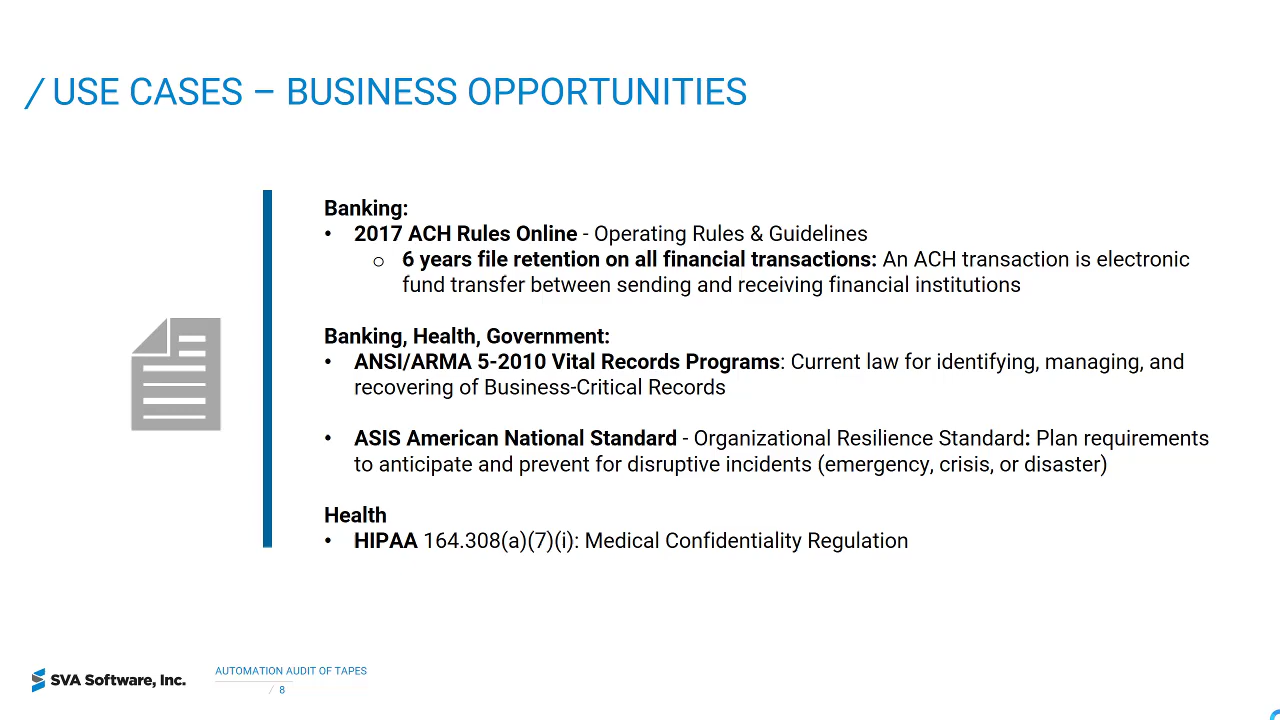 / USE CASES – BUSINESS OPPORTUNITIES
Banking:
• 2017 ACH Rules Online - Operating Rules & Guidelines
o 6 years file retention on all financial transactions: An ACH transaction is electronic
fund transfer between sending and receiving financial institutions
Banking, Health, Government:
• ANSI/ARMA 5-2010 Vital Records Programs: Current law for identifying, managing, and
recovering of Business-Critical Records
• ASIS American National Standard - Organizational Resilience Standard: Plan requirements
to anticipate and prevent for disruptive incidents (emergency, crisis, or disaster)
Health
• HIPAA 164.308(a)(7)(i): Medical Confidentiality Regulation
SVA Software, Inc.
AUTOMATION AUDIT OF TAPES
/ 8